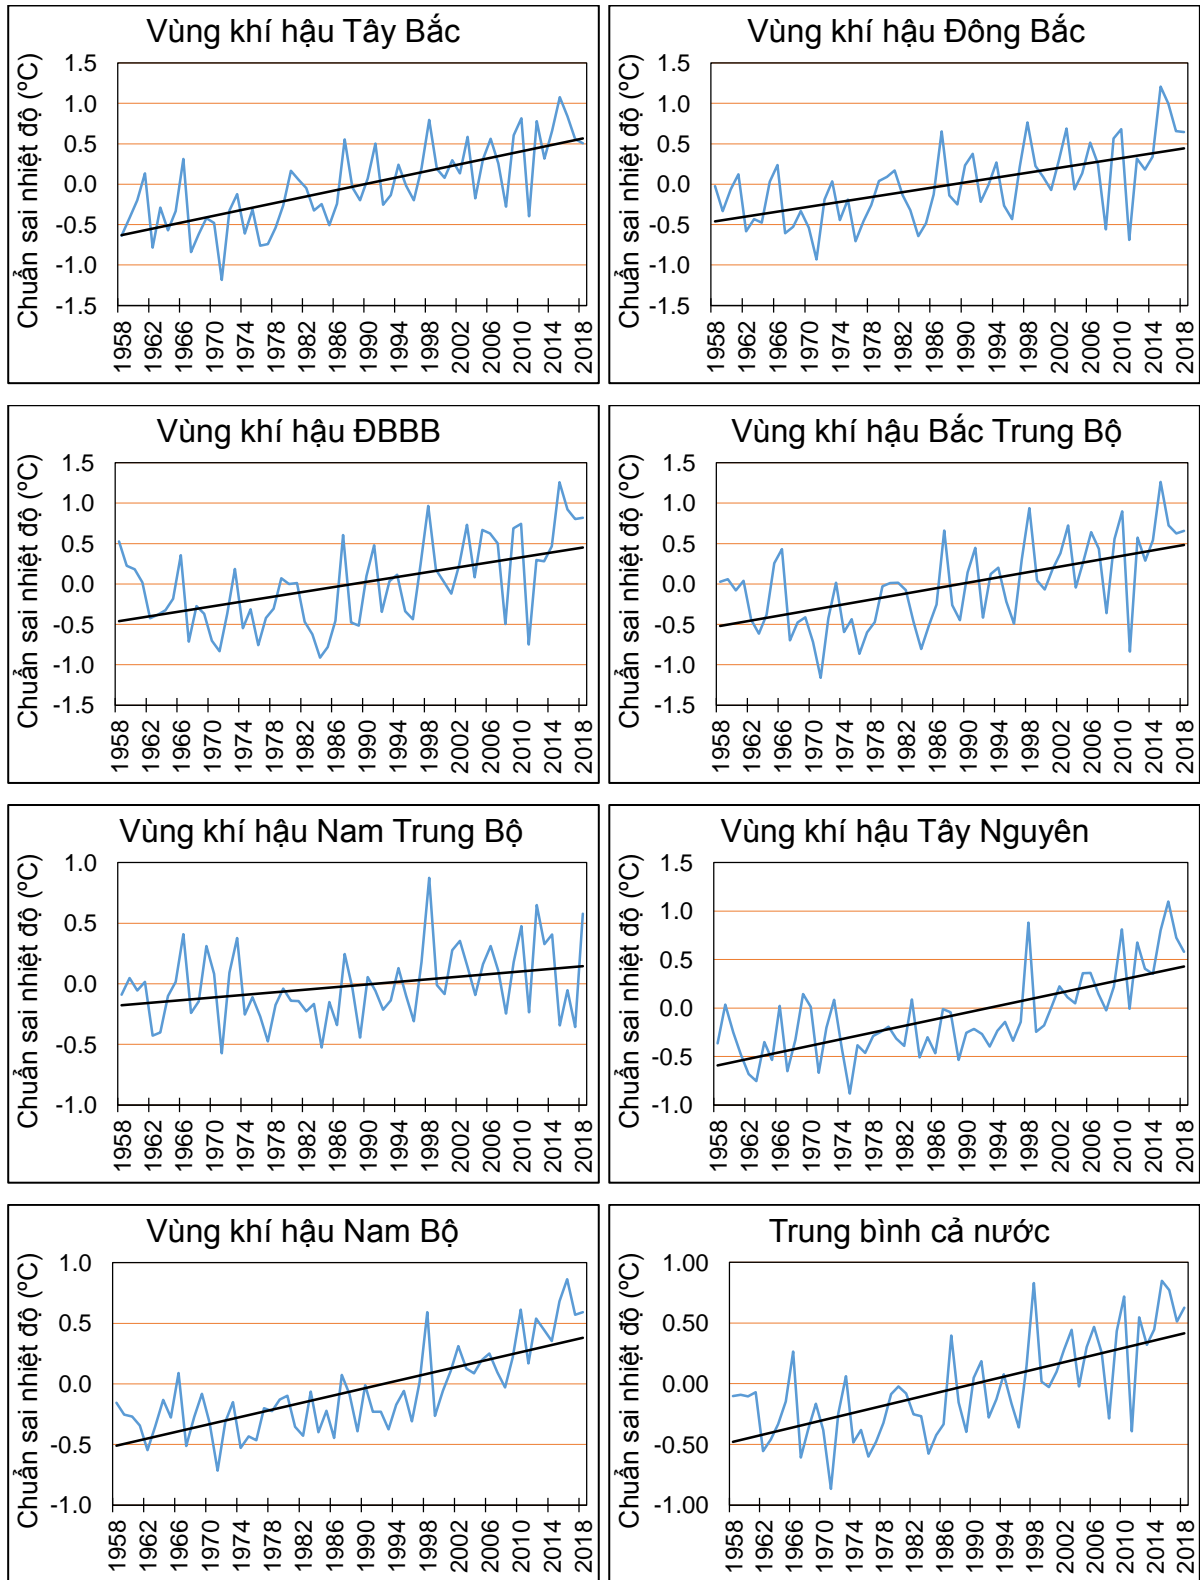 Vùng khí hậu Tây Bắc
Chuẩn sai nhiệt độ (ºC)
1.5
1.0
0.5
0.0
-0.5
-1.0
-1.5
1958 1962 1966 1970 1974 1978 1982 1986 1990 1994 1998 2002 2006 2010 2014 2018
Vùng khí hậu Đông Bắc
Chuẩn sai nhiệt độ (ºC)
1.5
1.0
0.5
0.0
-0.5
-1.0
-1.5
1958 1962 1966 1970 1974 1978 1982 1986 1990 1994 1998 2002 2006 2010 2014 2018
Vùng khí hậu ĐBBB
Chuẩn sai nhiệt độ (ºC)
1.5
1.0
0.5
0.0
-0.5
-1.0
-1.5
1958 1962 1966 1970 1974 1978 1982 1986 1990 1994 1998 2002 2006 2010 2014 2018
Vùng khí hậu Bắc Trung Bộ
Chuẩn sai nhiệt độ (ºC)
1.5
1.0
0.5
0.0
-0.5
-1.0
-1.5
1958 1962 1966 1970 1974 1978 1982 1986 1990 1994 1998 2002 2006 2010 2014 2018
Vùng khí hậu Nam Trung Bộ
Chuẩn sai nhiệt độ (ºC)
1.0
0.5
0.0
-0.5
-1.0
1958 1962 1966 1970 1974 1978 1982 1986 1990 1994 1998 2002 2006 2010 2014 2018
Vùng khí hậu Tây Nguyên
Chuẩn sai nhiệt độ (ºC)
1.5
1.0
0.5
0.0
-0.5
-1.0
1958 1962 1966 1970 1974 1978 1982 1986 1990 1994 1998 2002 2006 2010 2014 2018
Vùng khí hậu Nam Bộ
Chuẩn sai nhiệt độ (ºC)
1.0
0.5
0.0
-0.5
-1.0
1958 1962 1966 1970 1974 1978 1982 1986 1990 1994 1998 2002 2006 2010 2014 2018
Trung bình cả nước
Chuẩn sai nhiệt độ (ºC)
1.00
0.50
0.00
-0.50
-1.00
1958 1962 1966 1970 1974 1978 1982 1986 1990 1994 1998 2002 2006 2010 2014 2018